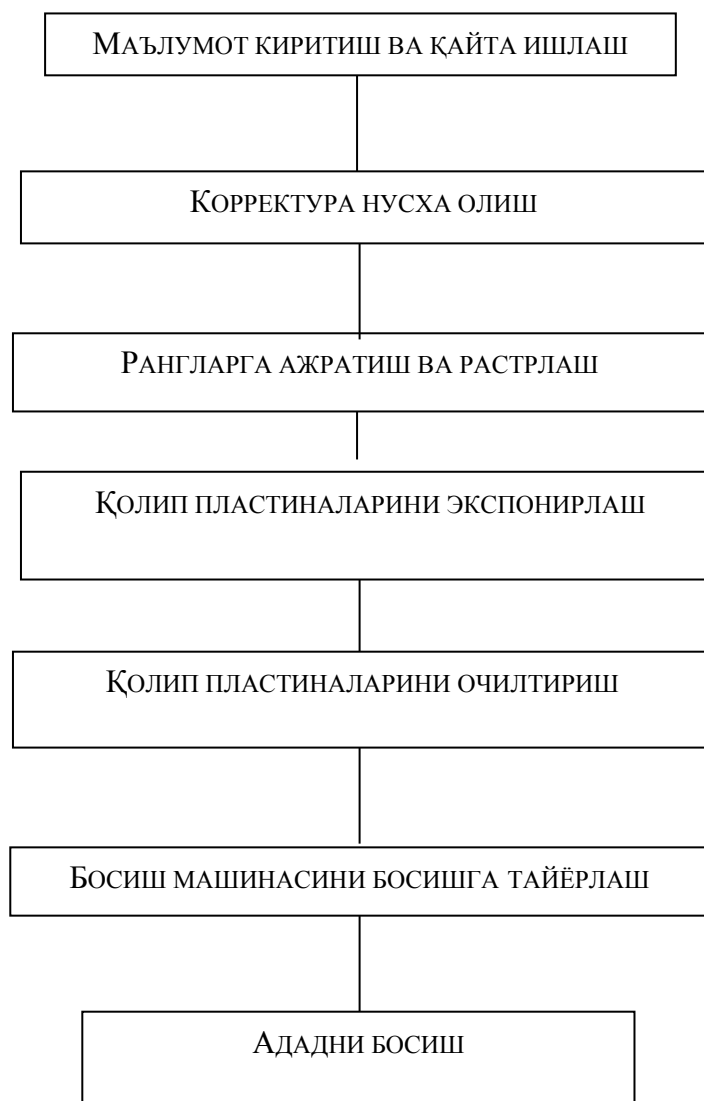 МАЪЛУМОТ КИРИТИШ ВА ҚАЙТА ИШЛАШ
КОРРЕКТУРА НУСХА ОЛИШ
РАНГЛАРГА АЖРАТИШ ВА РАСТРЛАШ
ҚОЛИП ПЛАСТИНАЛАРИНИ ЭКСПОНИРЛАШ
ҚОЛИП ПЛАСТИНАЛАРИНИ ОЧИЛТИРИШ
БОСИШ МАШИНАСИНИ БОСИШГА ТАЙЁРЛАШ
АДАДНИ БОСИШ